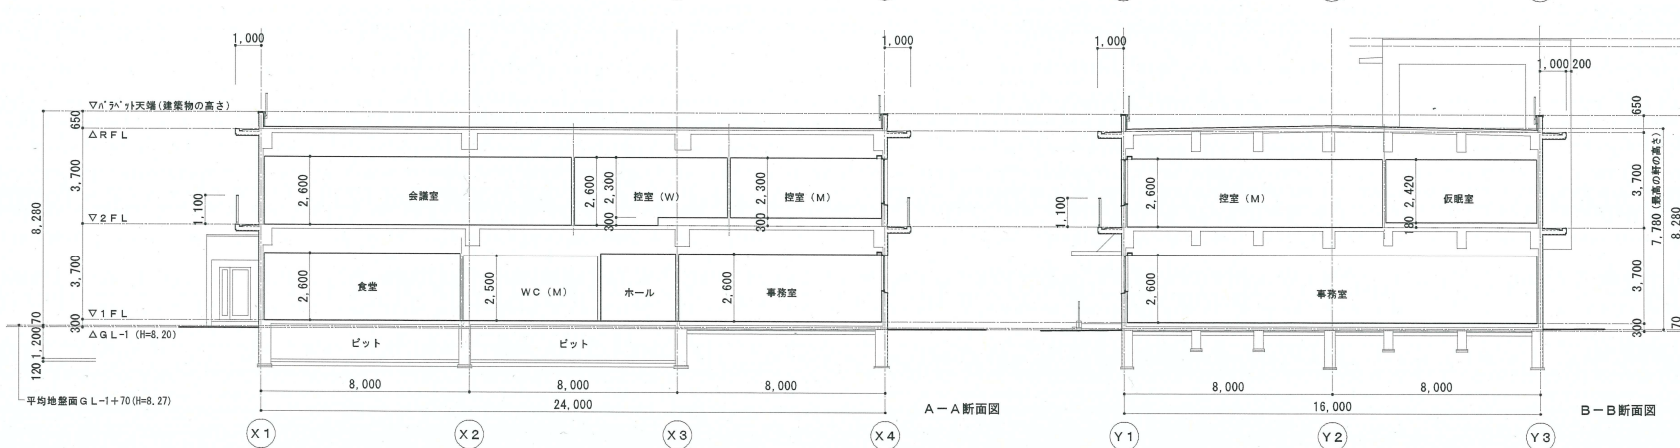 1,000
1,000
▽パラペット天端(建築物の高さ)
650
△RFL
3,700
2,600
会議室
2,600
2,300
控室(W)
2,300
控室(M)
1,100
▽2FL
300
300
8,280
3,700
2,600
食堂
2,500
WC(M)
ホール
2,600
事務室
▽1FL
300
70
△GL-1(H=8,20)
1,200
120
ピット
ピット
平均地盤面GL-1+70(H=8.27)
8,000
8,000
8,000
24,000
A-A断面図
X1
X2
X3
X4
1,000
1,000
200
650
3,700
7,780(最高の軒の高さ)
8,280
2,600
控室(M)
2,420
仮眠室
180
1,100
3,700
2,600
事務室
300
70
8,000
8,000
16,000
B-B断面図
Y1
Y2
Y3